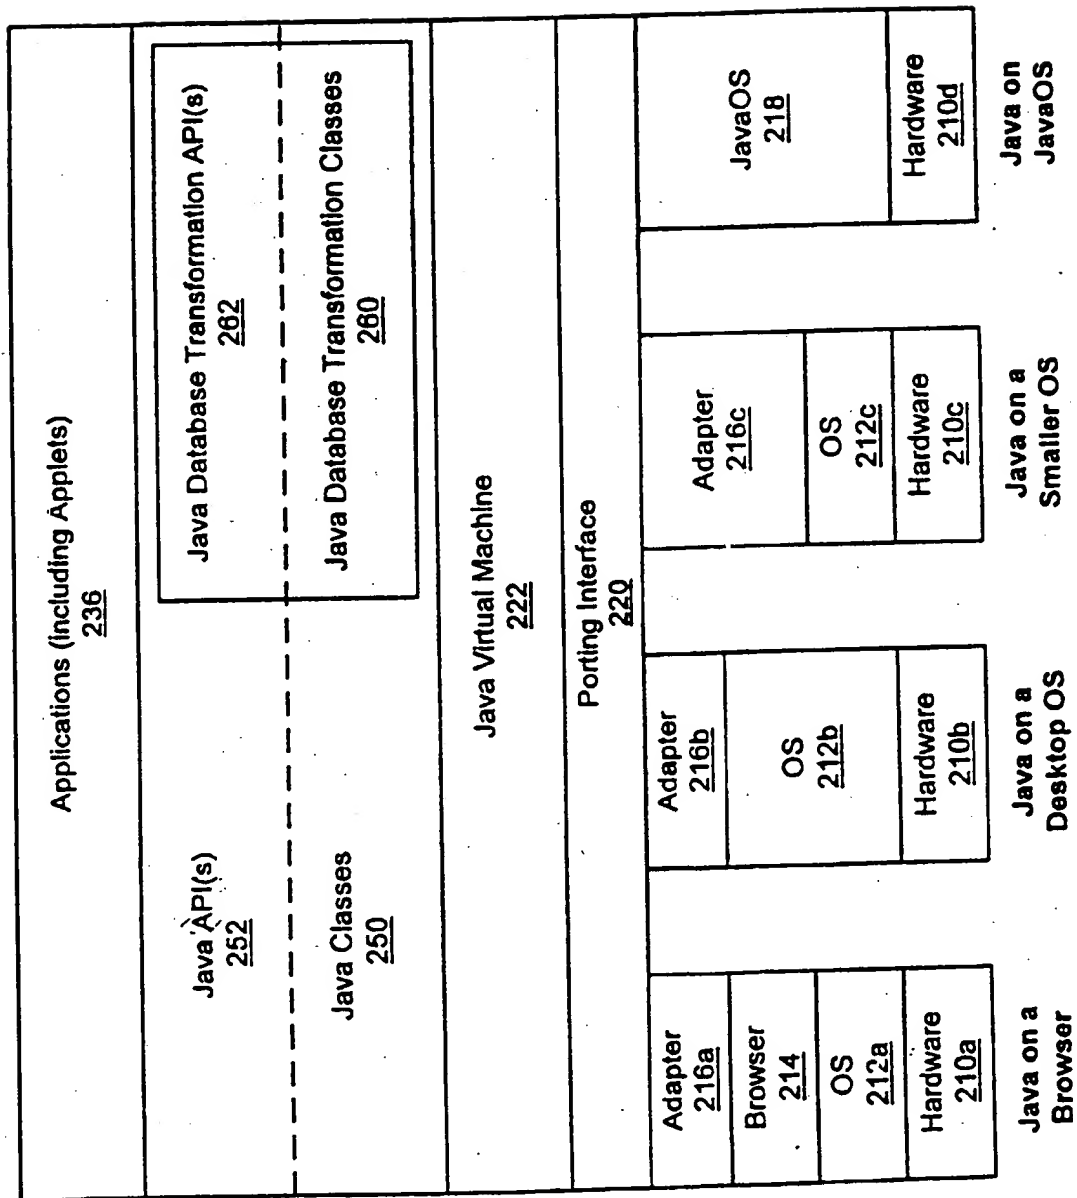 Applications (including Applets)
236
Java API(s)
252
Java Database Transformation API(s)
262
Java Classes
250
Java Database Transformation Classes
260
Java Virtual Machine
222
Porting Interface
220
Adapter
216a
Browser
214
OS
212a
Hardware
210a
Java on a
Browser
Adapter
216b
OS
212b
Hardware
210b
Java on a
Desktop OS
Adapter
216c
OS
212c
Hardware
210c
Java on a
Smaller OS
JavaOS
218
Hardware
210d
Java on
JavaOS